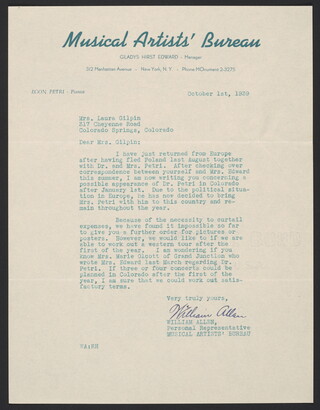 Musical Artists' Bureau
GLADYS HIRST EDWARD : Manager
312 Manhattan Avenue - New York, N. Y. - Phone MOnument 2-3273
EGON PETRI : Pianist
October 1st, 1939
Mrs. Laura Gilpin
317 Cheyenne Road
Colorado Springs, Colorado
Dear Mrs. Gilpin:
I have just returned from Europe
after having fled Poland last August together
with Dr. and Mrs. Petri. After checking over
correspondence between yourself and Mrs. Edward
this summer, I am now writing you concerning a
possible appearance of Dr. Petri in Colorado
after January 1st. Due to the political situa-
tion in Europe, he has now decided to bring
Mrs. Petri with him to this country and re-
main throughout the year.
Because of the necessity to curtail
expenses, we have found it impossible so far
to give you a further order for pictures or
posters. However, we would like to if we are
able to work out a western tour after the
first of the year. I am wondering if you
know Mrs. Marie Scott of Grand Junction who
wrote Mrs. Edward last March regarding Dr.
Petri. If three or four concerts could be
planned in Colorado after the first of the
year, I am sure that we could work out satis-
factory terms.
Very truly yours,
William Allen
WILLIAM ALLEN,
Personal Representative
MUSICAL ARTISTS' BUREAU